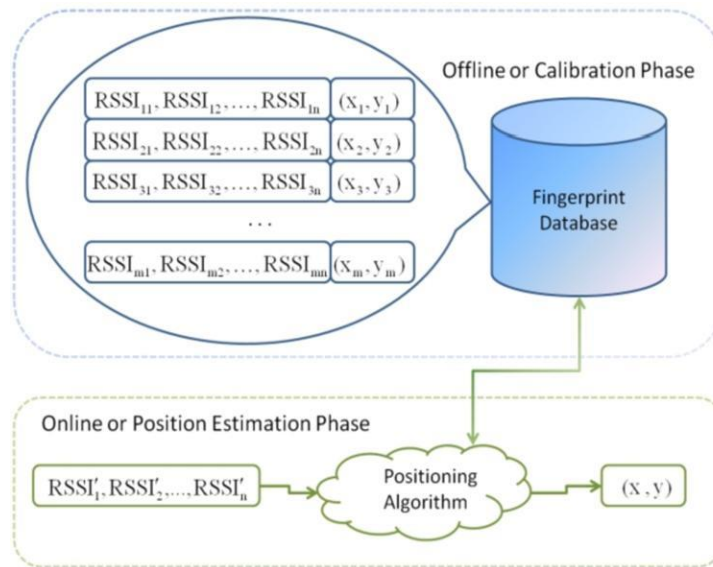 Offline or Calibration Phase
RSSI₁₁, RSSI₁₂, ..., RSSI₁ₙ (x₁, y₁)
RSSI₂₁, RSSI₂₂, ..., RSSI₂ₙ (x₂, y₂)
RSSI₃₁, RSSI₃₂, ..., RSSI₃ₙ (x₃, y₃)
...
RSSIₘ₁, RSSIₘ₂, ..., RSSIₘₙ (xₘ, yₘ)
Fingerprint
Database
Online or Position Estimation Phase
RSSI′₁, RSSI′₂, ..., RSSI′ₙ
Positioning
Algorithm
(x , y)